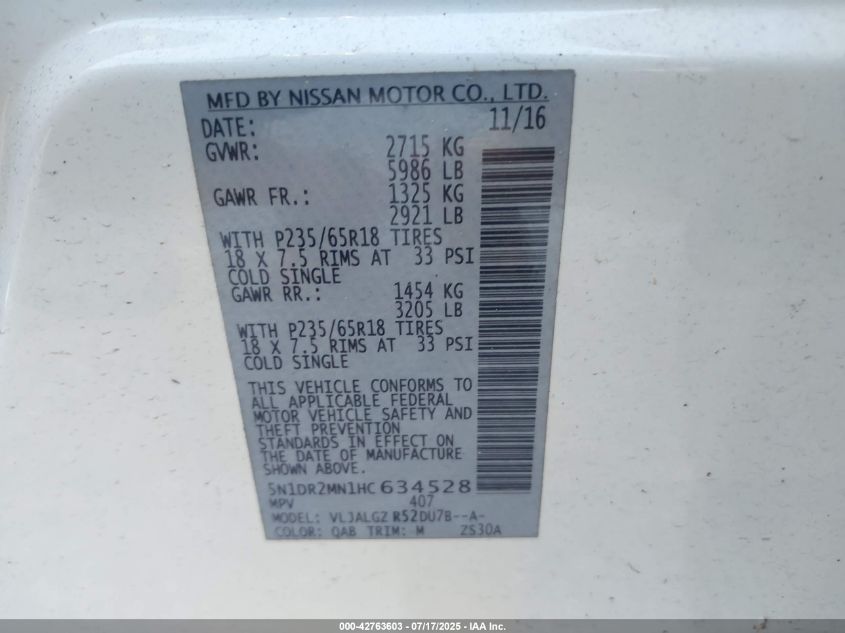 MFD BY NISSAN MOTOR CO., LTD.
DATE: 11/16
GVWR: 2715 KG
5986 LB
GAWR FR.: 1325 KG
2921 LB
WITH P235/65R18 TIRES
18 X 7.5 RIMS AT 33 PSI
COLD SINGLE
GAWR RR.: 1454 KG
3205 LB
WITH P235/65R18 TIRES
18 X 7.5 RIMS AT 33 PSI
COLD SINGLE
THIS VEHICLE CONFORMS TO
ALL APPLICABLE FEDERAL
MOTOR VEHICLE SAFETY AND
THEFT PREVENTION
STANDARDS IN EFFECT ON
THE DATE OF MANUFACTURE
SHOWN ABOVE.
5N1DR2MN1HC634528
MPV 407
MODEL: VLJALGZ R52DU7B--A-
COLOR: QAB TRIM: M ZS30A
000-42763603 - 07/17/2025 - IAA Inc.